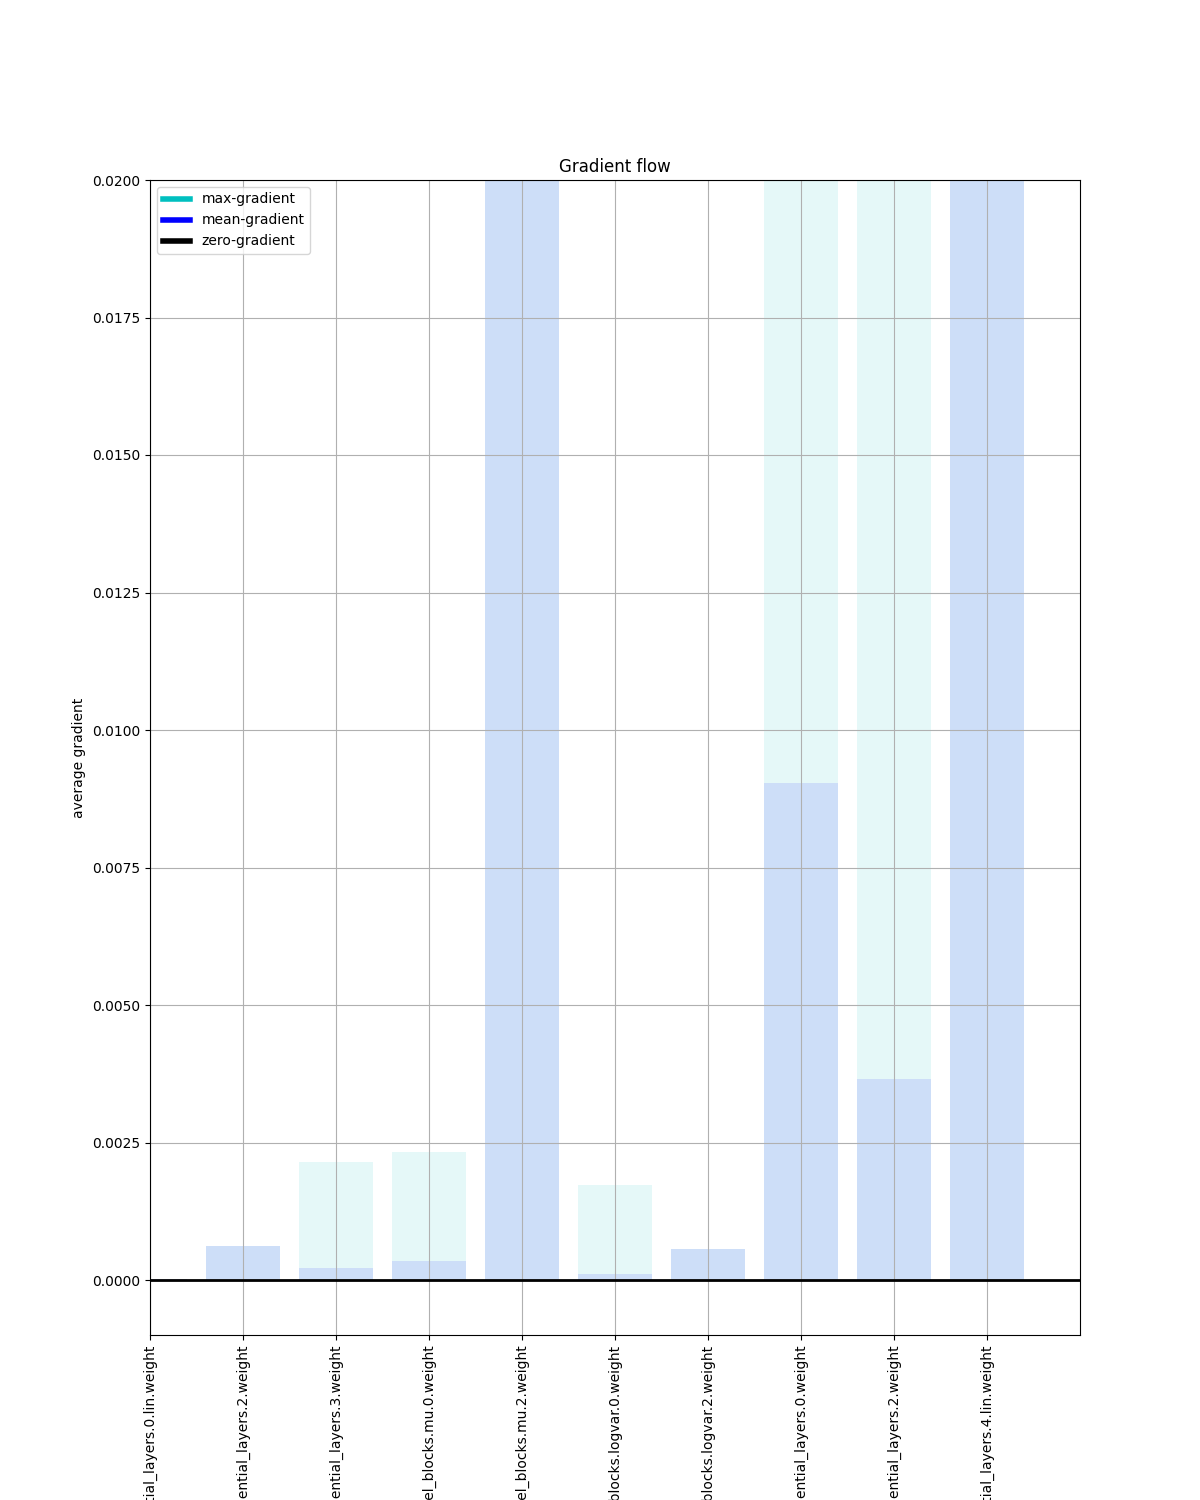 Gradient flow
max-gradient
mean-gradient
zero-gradient
average gradient
0.0200
0.0175
0.0150
0.0125
0.0100
0.0075
0.0050
0.0025
0.0000
tial_layers.0.lin.weight
ential_layers.2.weight
ential_layers.3.weight
el_blocks.mu.0.weight
el_blocks.mu.2.weight
blocks.logvar.0.weight
blocks.logvar.2.weight
ential_layers.0.weight
ential_layers.2.weight
tial_layers.4.lin.weight